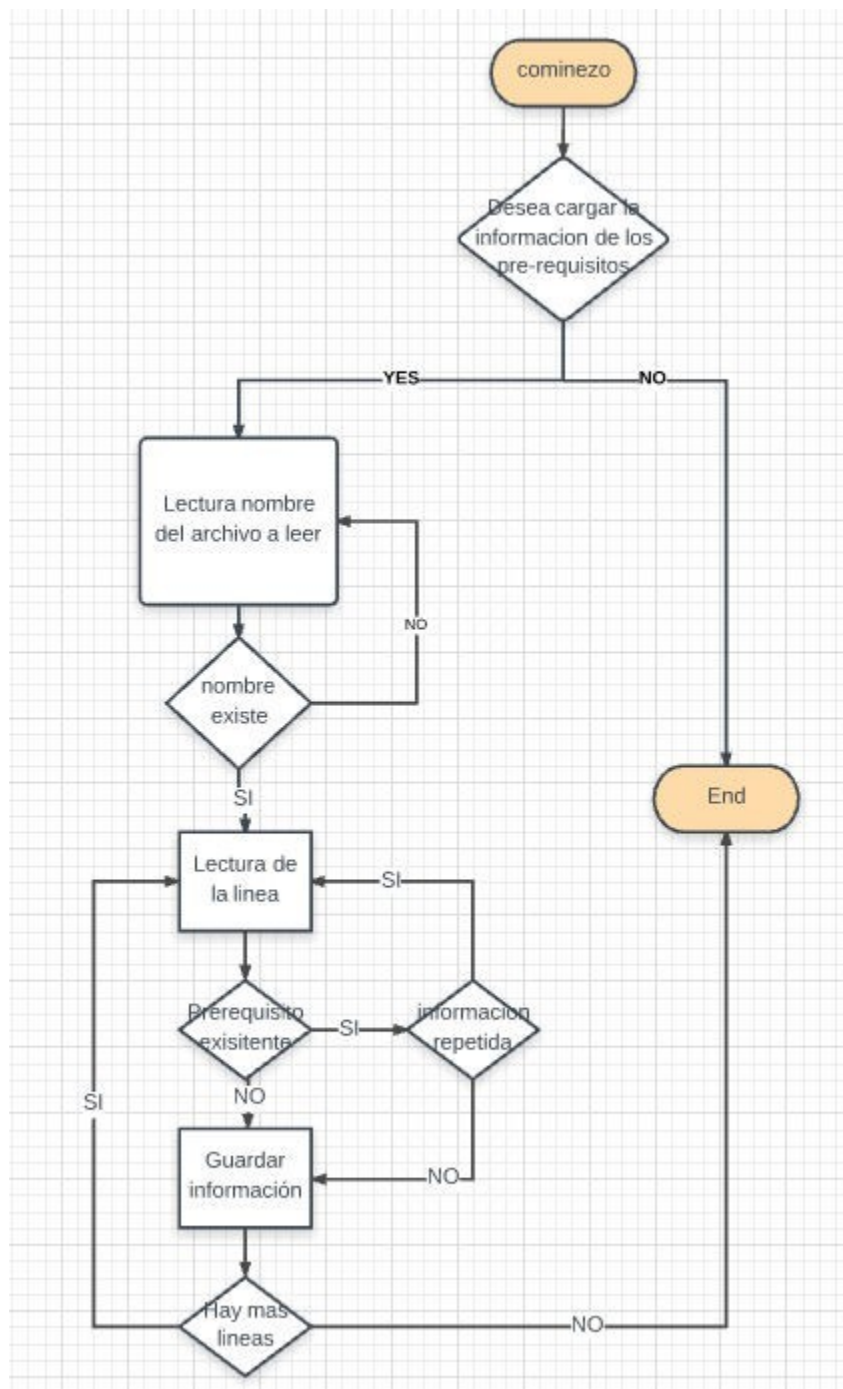 cominezo
Desea cargar la
informacion de los
pre-requisitos
YES
NO
Lectura nombre
del archivo a leer
NO
nombre
existe
SI
End
Lectura de
la linea
SI
Prerequisito
exisitente
SI
informacion
repetida
NO
SI
Guardar
información
NO
Hay mas
lineas
NO